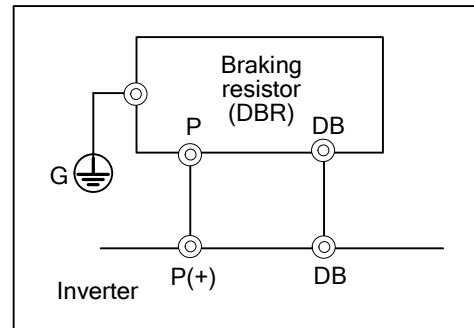 Braking
resistor
(DBR)
P
DB
G
P(+)
DB
Inverter